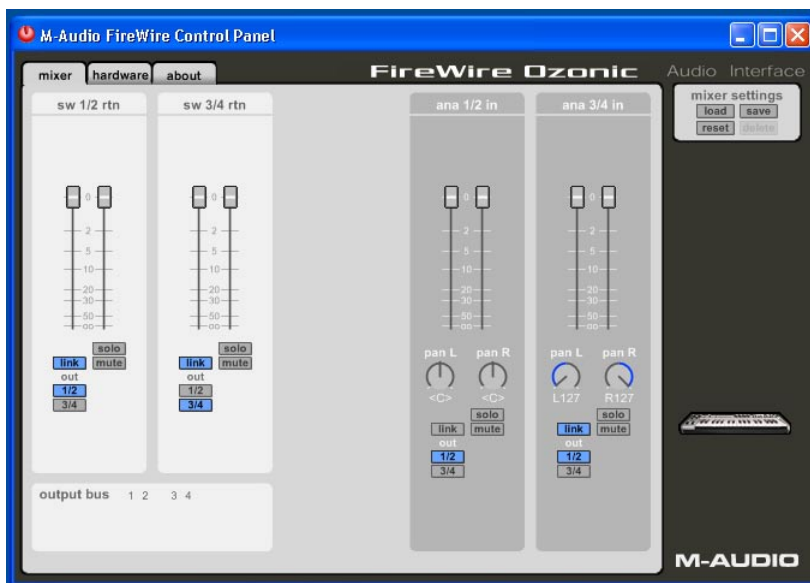 M-Audio FireWire Control Panel
mixer hardware about
FireWire Ozonic Audio Interface
sw 1/2 rtn
0
2
5
10
20
30
50
∞
solo
link mute
out
1/2
3/4
sw 3/4 rtn
0
2
5
10
20
30
50
∞
solo
link mute
out
1/2
3/4
ana 1/2 in
0
2
5
10
20
30
50
∞
pan L pan R
<C> <C>
solo
link mute
out
1/2
3/4
ana 3/4 in
0
2
5
10
20
30
50
∞
pan L pan R
L127 R127
solo
link mute
out
1/2
3/4
mixer settings
load save
reset delete
output bus 1 2 3 4
M-AUDIO